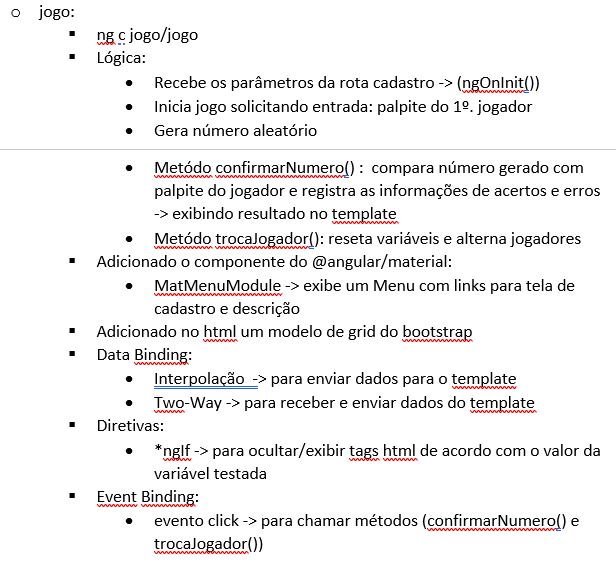 o jogo:
▪ ng c jogo/jogo
▪ Lógica:
• Recebe os parâmetros da rota cadastro -> (ngOnInit())
• Inicia jogo solicitando entrada: palpite do 1º. jogador
• Gera número aleatório
• Metódo confirmarNumero() : compara número gerado com
palpite do jogador e registra as informações de acertos e erros
-> exibindo resultado no template
• Metódo trocaJogador(): reseta variáveis e alterna jogadores
▪ Adicionado o componente do @angular/material:
• MatMenuModule -> exibe um Menu com links para tela de
cadastro e descrição
▪ Adicionado no html um modelo de grid do bootstrap
▪ Data Binding:
• Interpolação -> para enviar dados para o template
• Two-Way -> para receber e enviar dados do template
▪ Diretivas:
• *ngIf -> para ocultar/exibir tags html de acordo com o valor da
variável testada
▪ Event Binding:
• evento click -> para chamar métodos (confirmarNumero() e
trocaJogador())